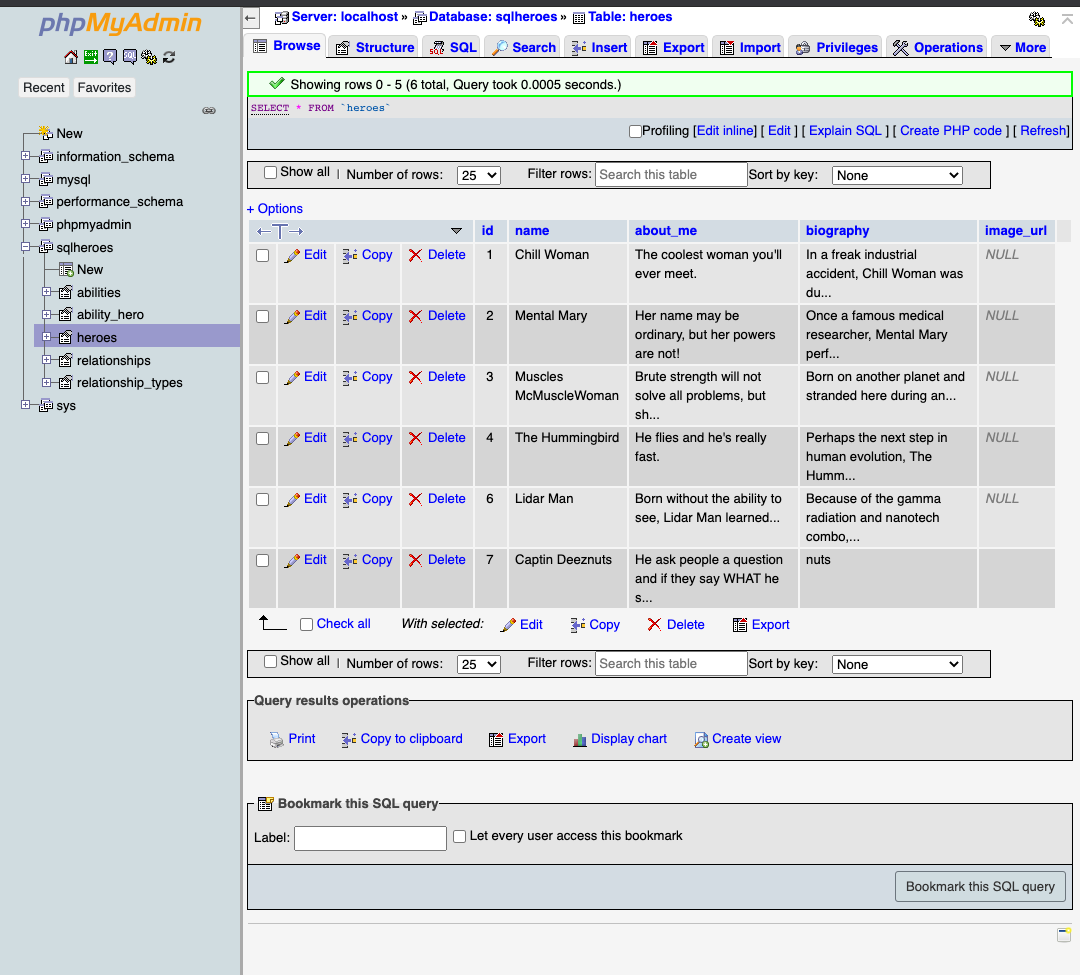 phpMyAdmin
Recent Favorites
New
information_schema
mysql
performance_schema
phpmyadmin
sqlheroes
New
abilities
ability_hero
heroes
relationships
relationship_types
sys
Server: localhost » Database: sqlheroes » Table: heroes
Browse Structure SQL Search Insert Export Import Privileges Operations More
Showing rows 0 - 5 (6 total, Query took 0.0005 seconds.)
SELECT * FROM `heroes`
Profiling [Edit inline] [ Edit ] [ Explain SQL ] [ Create PHP code ] [ Refresh]
Show all | Number of rows: 25 Filter rows: Search this table Sort by key: None
+ Options
←T→ id name about_me biography image_url
Edit Copy Delete 1 Chill Woman The coolest woman you'll In a freak industrial NULL
ever meet. accident, Chill Woman was
du...
Edit Copy Delete 2 Mental Mary Her name may be Once a famous medical NULL
ordinary, but her powers researcher, Mental Mary
are not! perf...
Edit Copy Delete 3 Muscles Brute strength will not Born on another planet and NULL
McMuscleWoman solve all problems, but stranded here during an...
sh...
Edit Copy Delete 4 The Hummingbird He flies and he's really Perhaps the next step in NULL
fast. human evolution, The
Humm...
Edit Copy Delete 6 Lidar Man Born without the ability to Because of the gamma NULL
see, Lidar Man learned... radiation and nanotech
combo,...
Edit Copy Delete 7 Captin Deeznuts He ask people a question nuts
and if they say WHAT he
s...
Check all With selected: Edit Copy Delete Export
Show all | Number of rows: 25 Filter rows: Search this table Sort by key: None
Query results operations
Print Copy to clipboard Export Display chart Create view
Bookmark this SQL query
Label: Let every user access this bookmark
Bookmark this SQL query